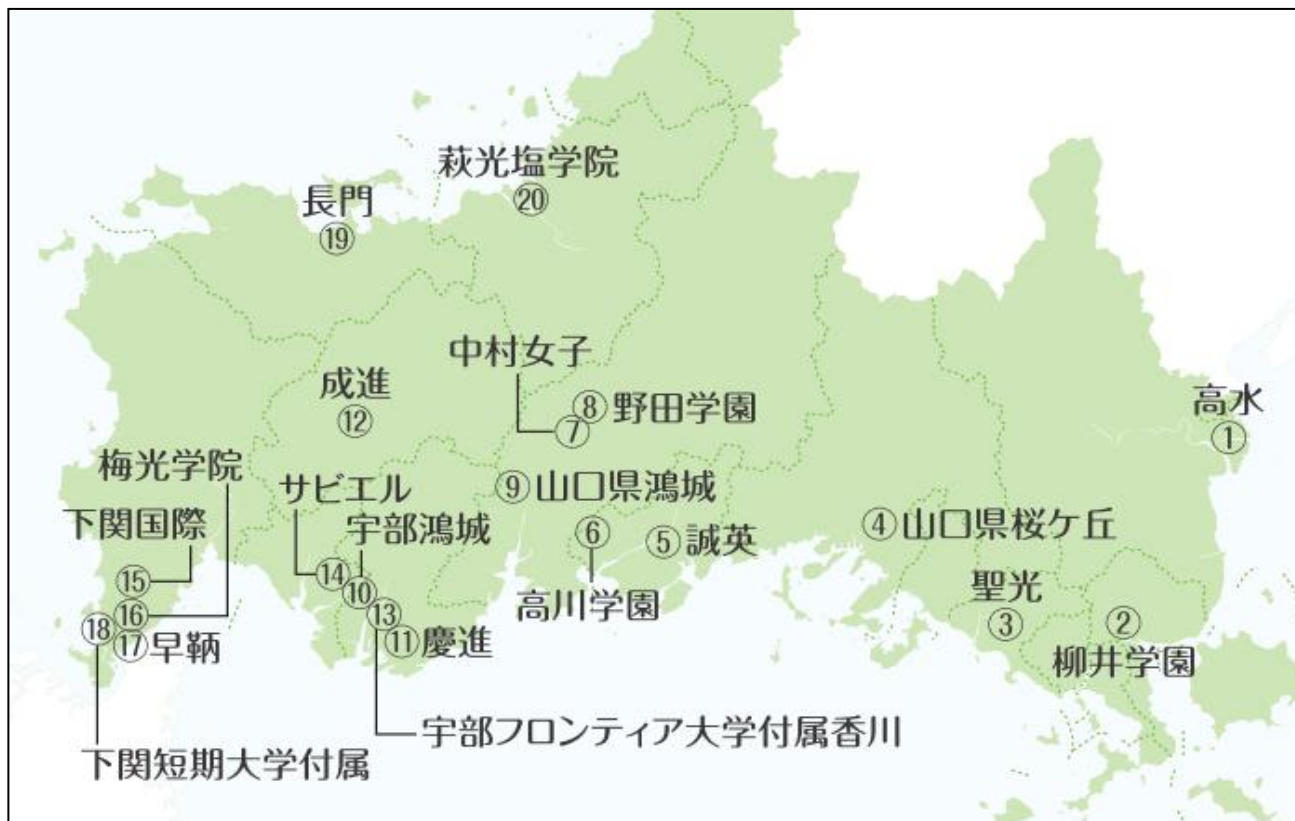 萩光塩学院
⑳
長門
⑲
中村女子
⑧野田学園
⑦
成進
⑫
高水
①
梅光学院
サビエル
⑨山口県鴻城
下関国際
宇部鴻城
⑥
⑤誠英
④山口県桜ケ丘
⑭
⑩
高川学園
聖光
⑮
⑯
⑬
③
②
⑱
⑰早鞆
⑪慶進
柳井学園
宇部フロンティア大学付属香川
下関短期大学付属